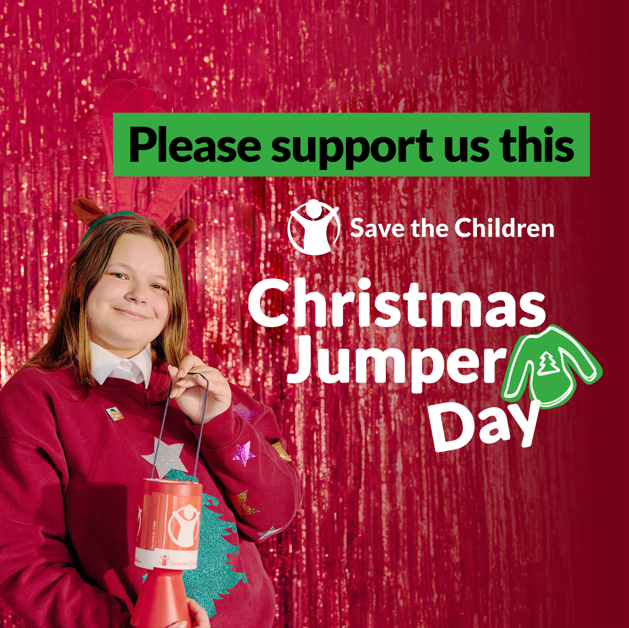 Please support us this
Save the Children
Christmas
Jumper
Day